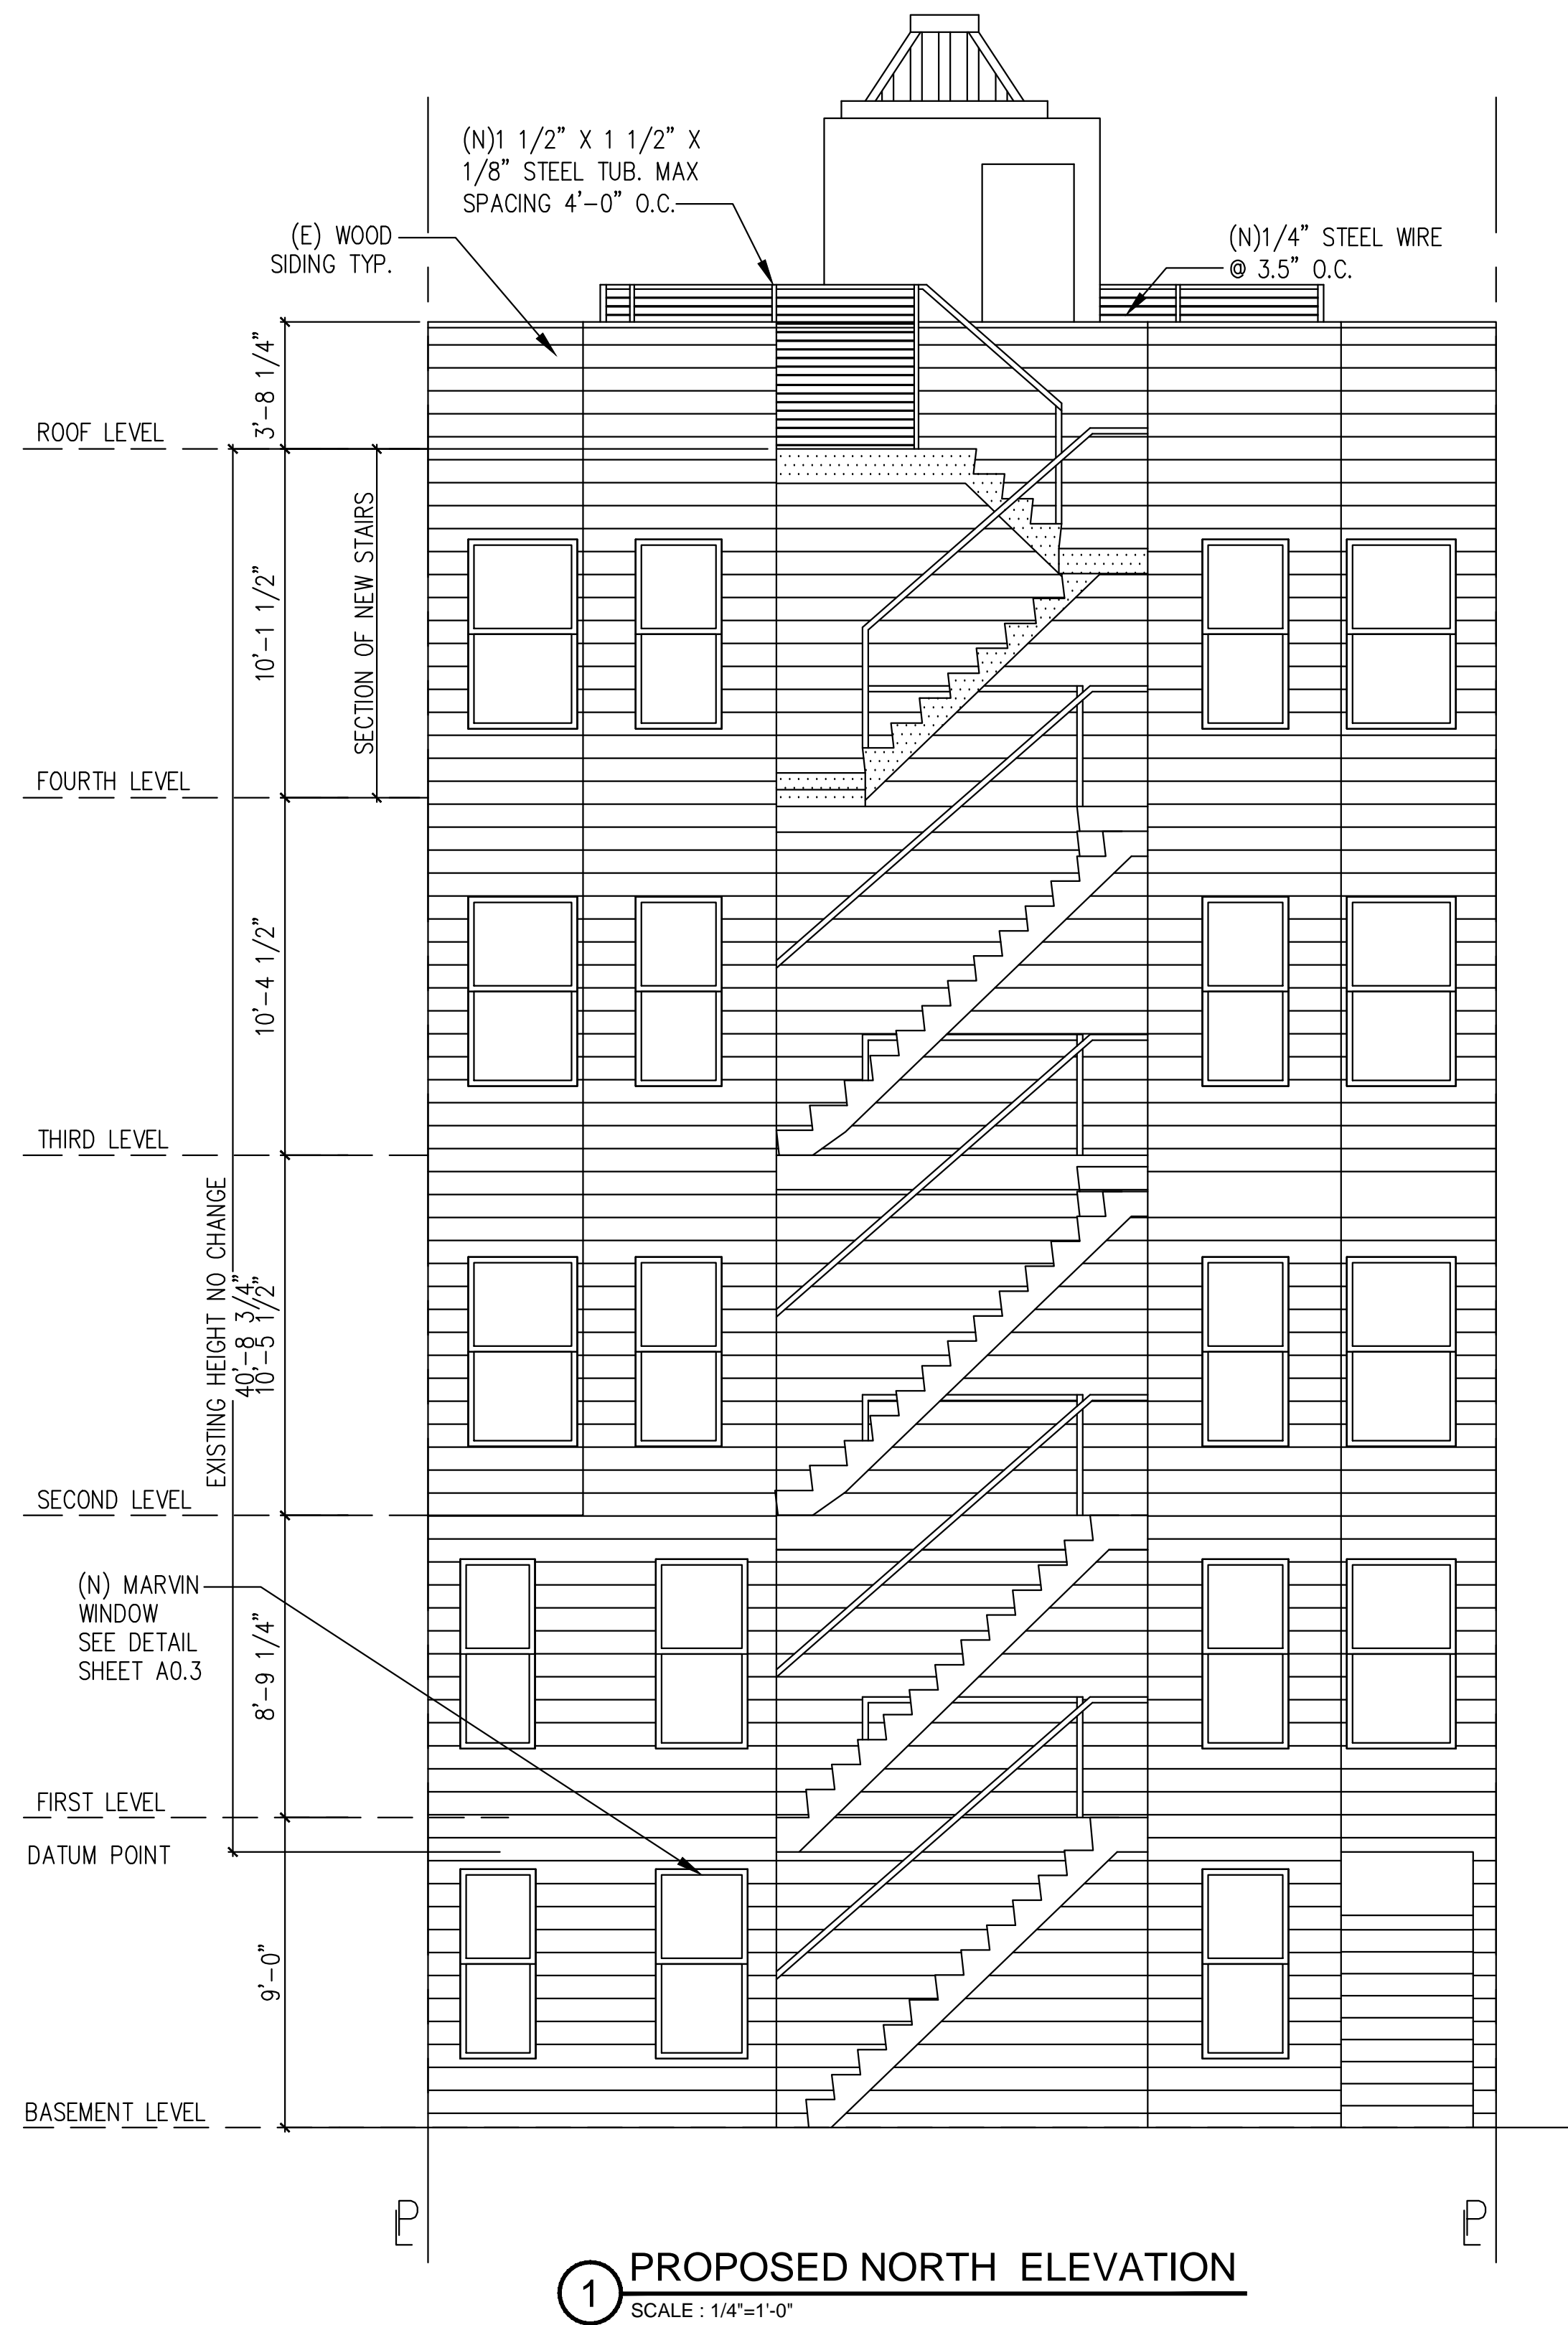 (N)1 1/2" X 1 1/2" X
1/8" STEEL TUB. MAX
SPACING 4'-0" O.C.
(E) WOOD
SIDING TYP.
(N)1/4" STEEL WIRE
@ 3.5" O.C.
3'-8 1/4"
ROOF LEVEL
10'-1 1/2"
SECTION OF NEW STAIRS
FOURTH LEVEL
10'-4 1/2"
THIRD LEVEL
EXISTING HEIGHT NO CHANGE
40'-8 3/4"
10'-5 1/2"
SECOND LEVEL
(N) MARVIN
WINDOW
SEE DETAIL
SHEET A0.3
8'-9 1/4"
FIRST LEVEL
DATUM POINT
9'-0"
BASEMENT LEVEL
PL
PL
1
PROPOSED NORTH ELEVATION
SCALE : 1/4"=1'-0"